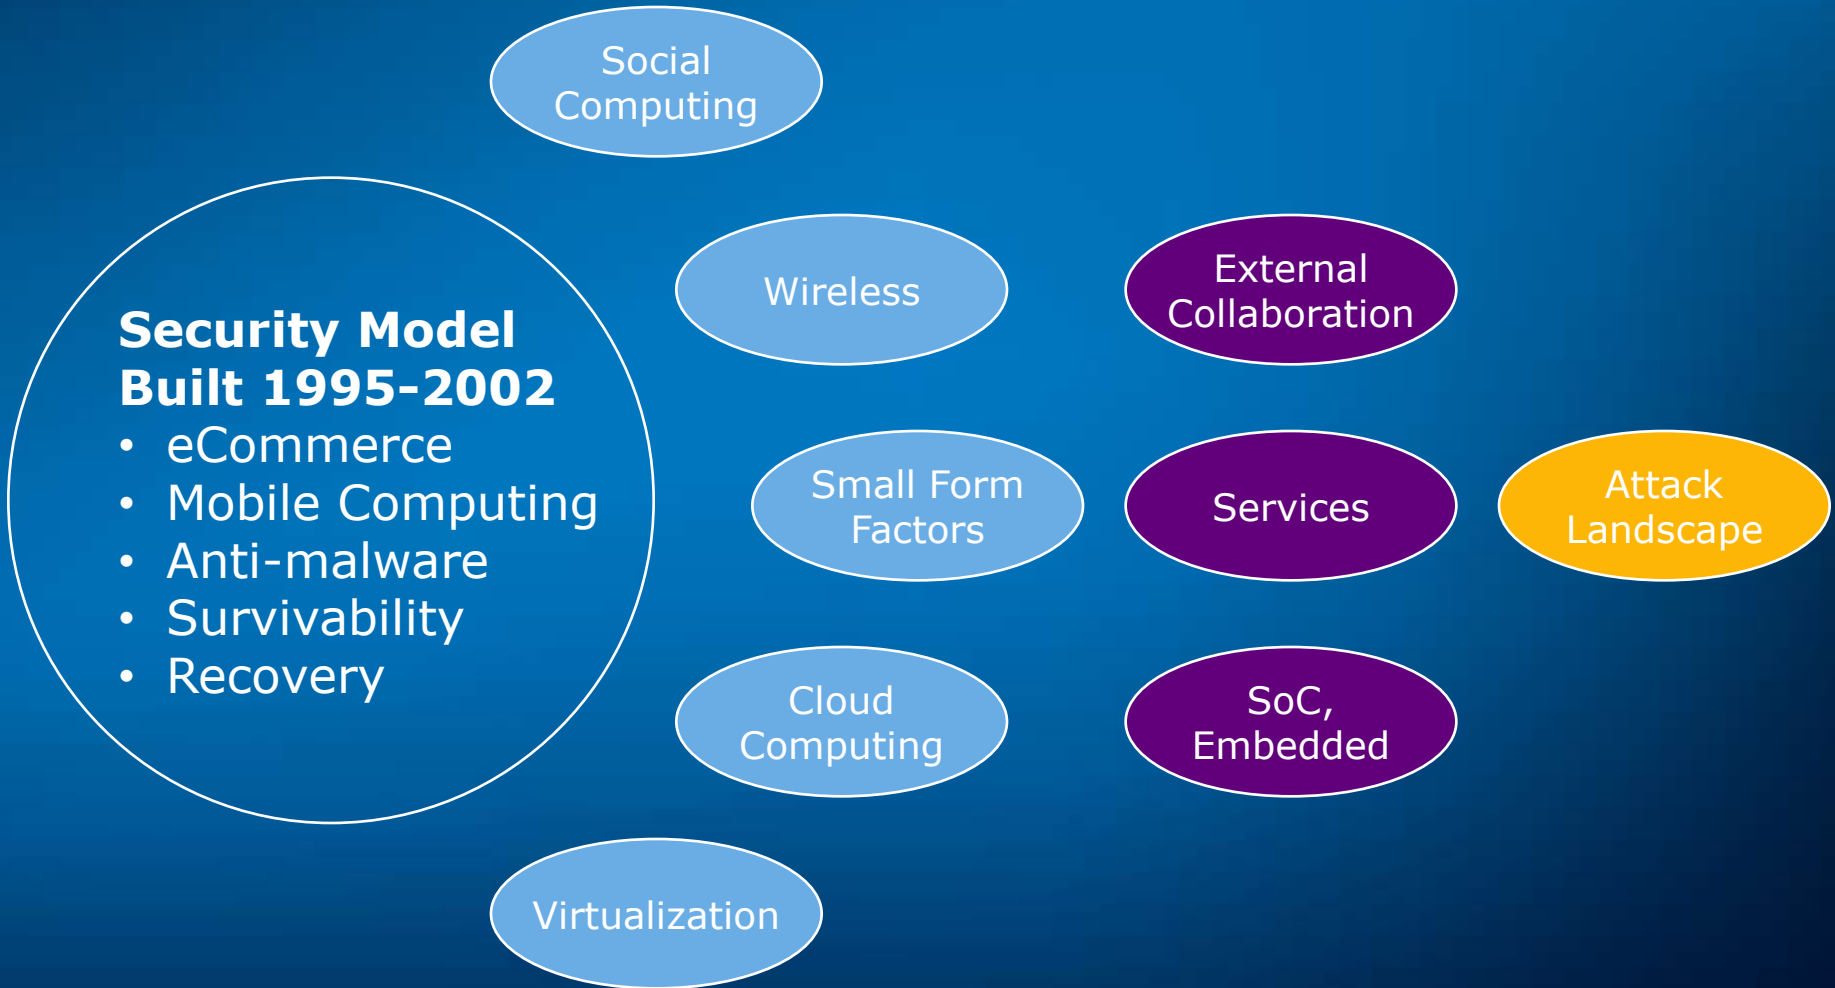 Social
Computing
Wireless
External
Collaboration
Security Model
Built 1995-2002
• eCommerce
• Mobile Computing
• Anti-malware
• Survivability
• Recovery
Small Form
Factors
Services
Attack
Landscape
Cloud
Computing
SoC,
Embedded
Virtualization